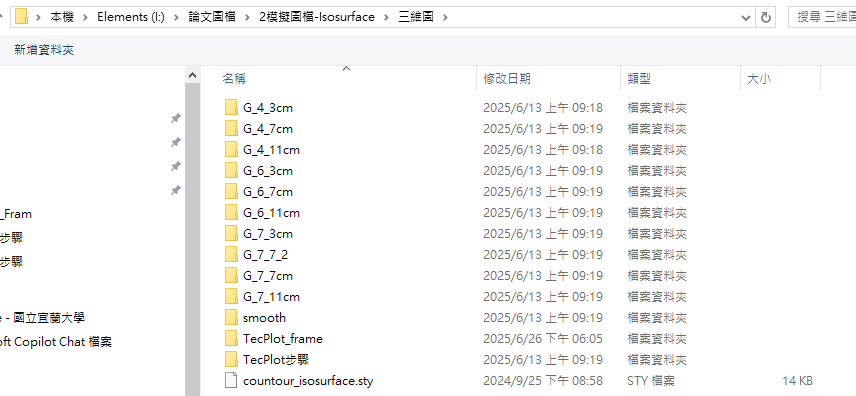 本機 > Elements (I:) > 論文圖檔 > 2模擬圖檔-Isosurface > 三維圖 >
搜尋 三維圖
新增資料夾
名稱 修改日期 類型 大小
G_4_3cm 2025/6/13 上午 09:18 檔案資料夾
G_4_7cm 2025/6/13 上午 09:19 檔案資料夾
G_4_11cm 2025/6/13 上午 09:18 檔案資料夾
G_6_3cm 2025/6/13 上午 09:19 檔案資料夾
G_6_7cm 2025/6/13 上午 09:19 檔案資料夾
G_6_11cm 2025/6/13 上午 09:19 檔案資料夾
G_7_3cm 2025/6/13 上午 09:19 檔案資料夾
G_7_7_2 2025/6/13 上午 09:19 檔案資料夾
G_7_7cm 2025/6/13 上午 09:19 檔案資料夾
G_7_11cm 2025/6/13 上午 09:19 檔案資料夾
smooth 2025/6/13 上午 09:19 檔案資料夾
TecPlot_frame 2025/6/26 下午 06:05 檔案資料夾
TecPlot步驟 2025/6/13 上午 09:19 檔案資料夾
countour_isosurface.sty 2024/9/25 下午 08:58 STY 檔案 14 KB
_Fram
步驟
步驟
e - 國立宜蘭大學
oft Copilot Chat 檔案